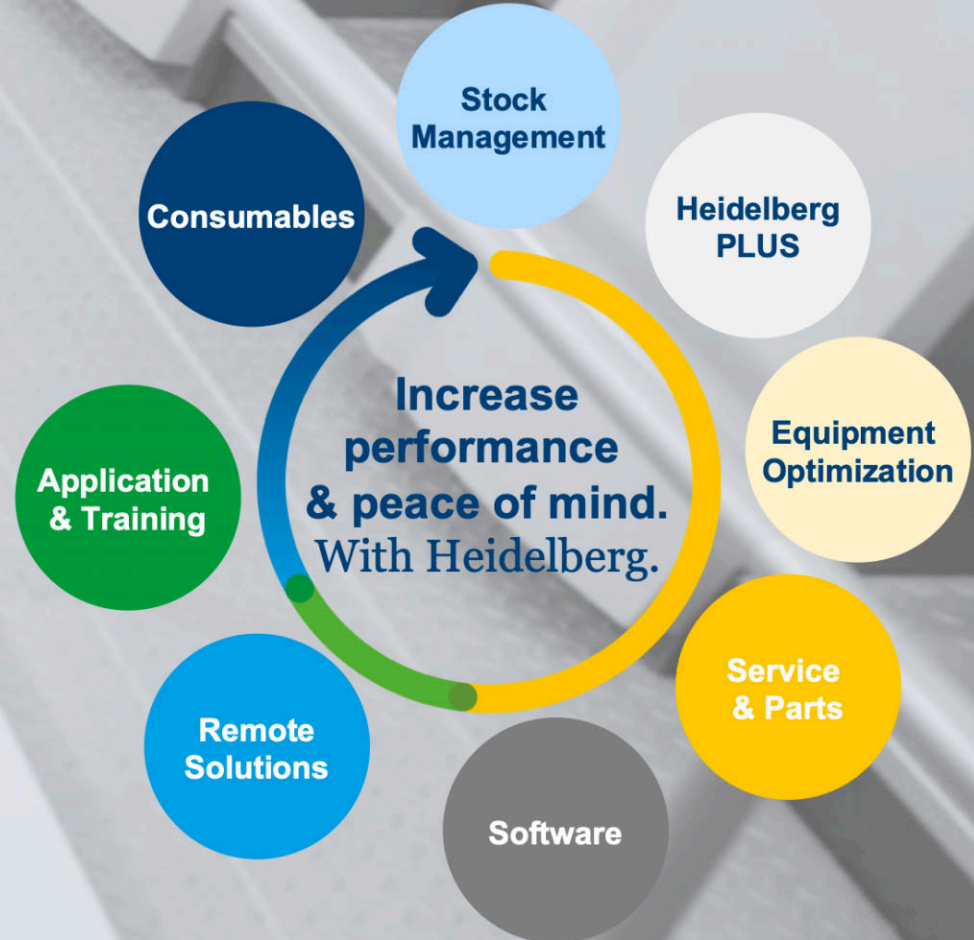 Stock
Management
Heidelberg
PLUS
Equipment
Optimization
Service
& Parts
Software
Remote
Solutions
Application
& Training
Consumables
Increase
performance
& peace of mind.
With Heidelberg.